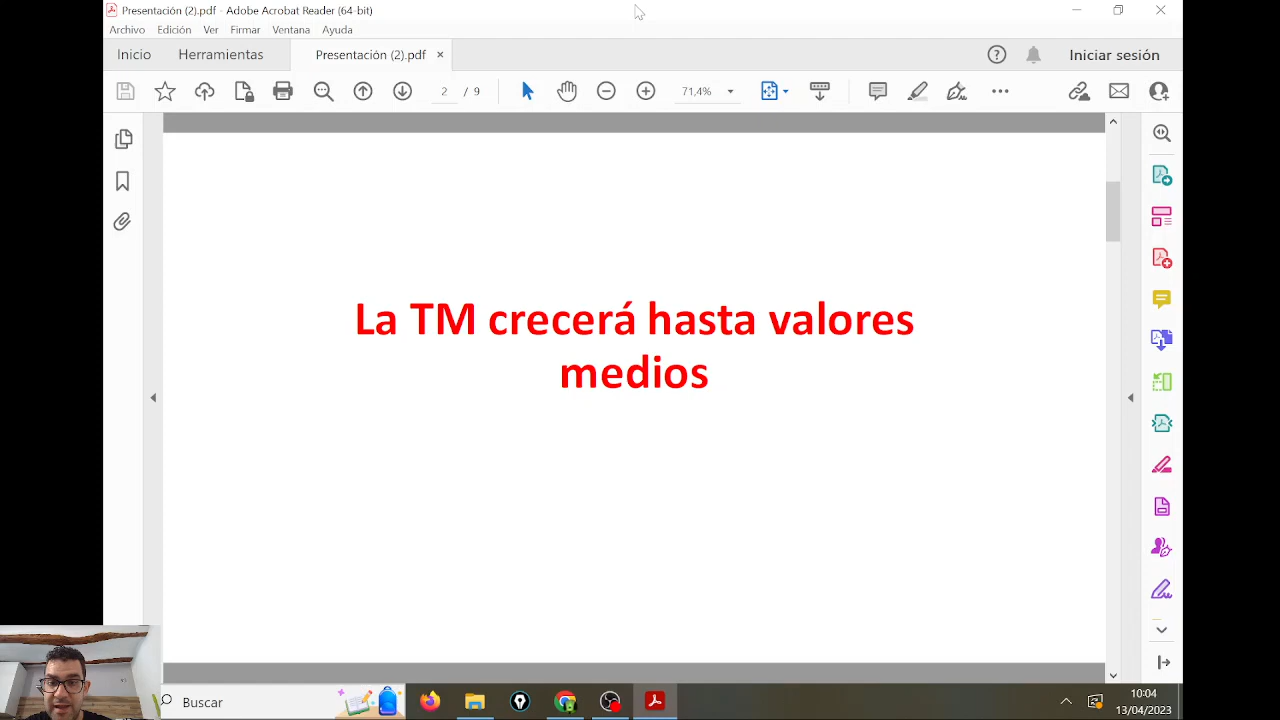 Presentación (2).pdf - Adobe Acrobat Reader (64-bit)
Archivo Edición Ver Firmar Ventana Ayuda
Inicio Herramientas Presentación (2).pdf × Iniciar sesión
2 / 9 71,4%
La TM crecerá hasta valores
medios
Buscar
10:04
13/04/2023